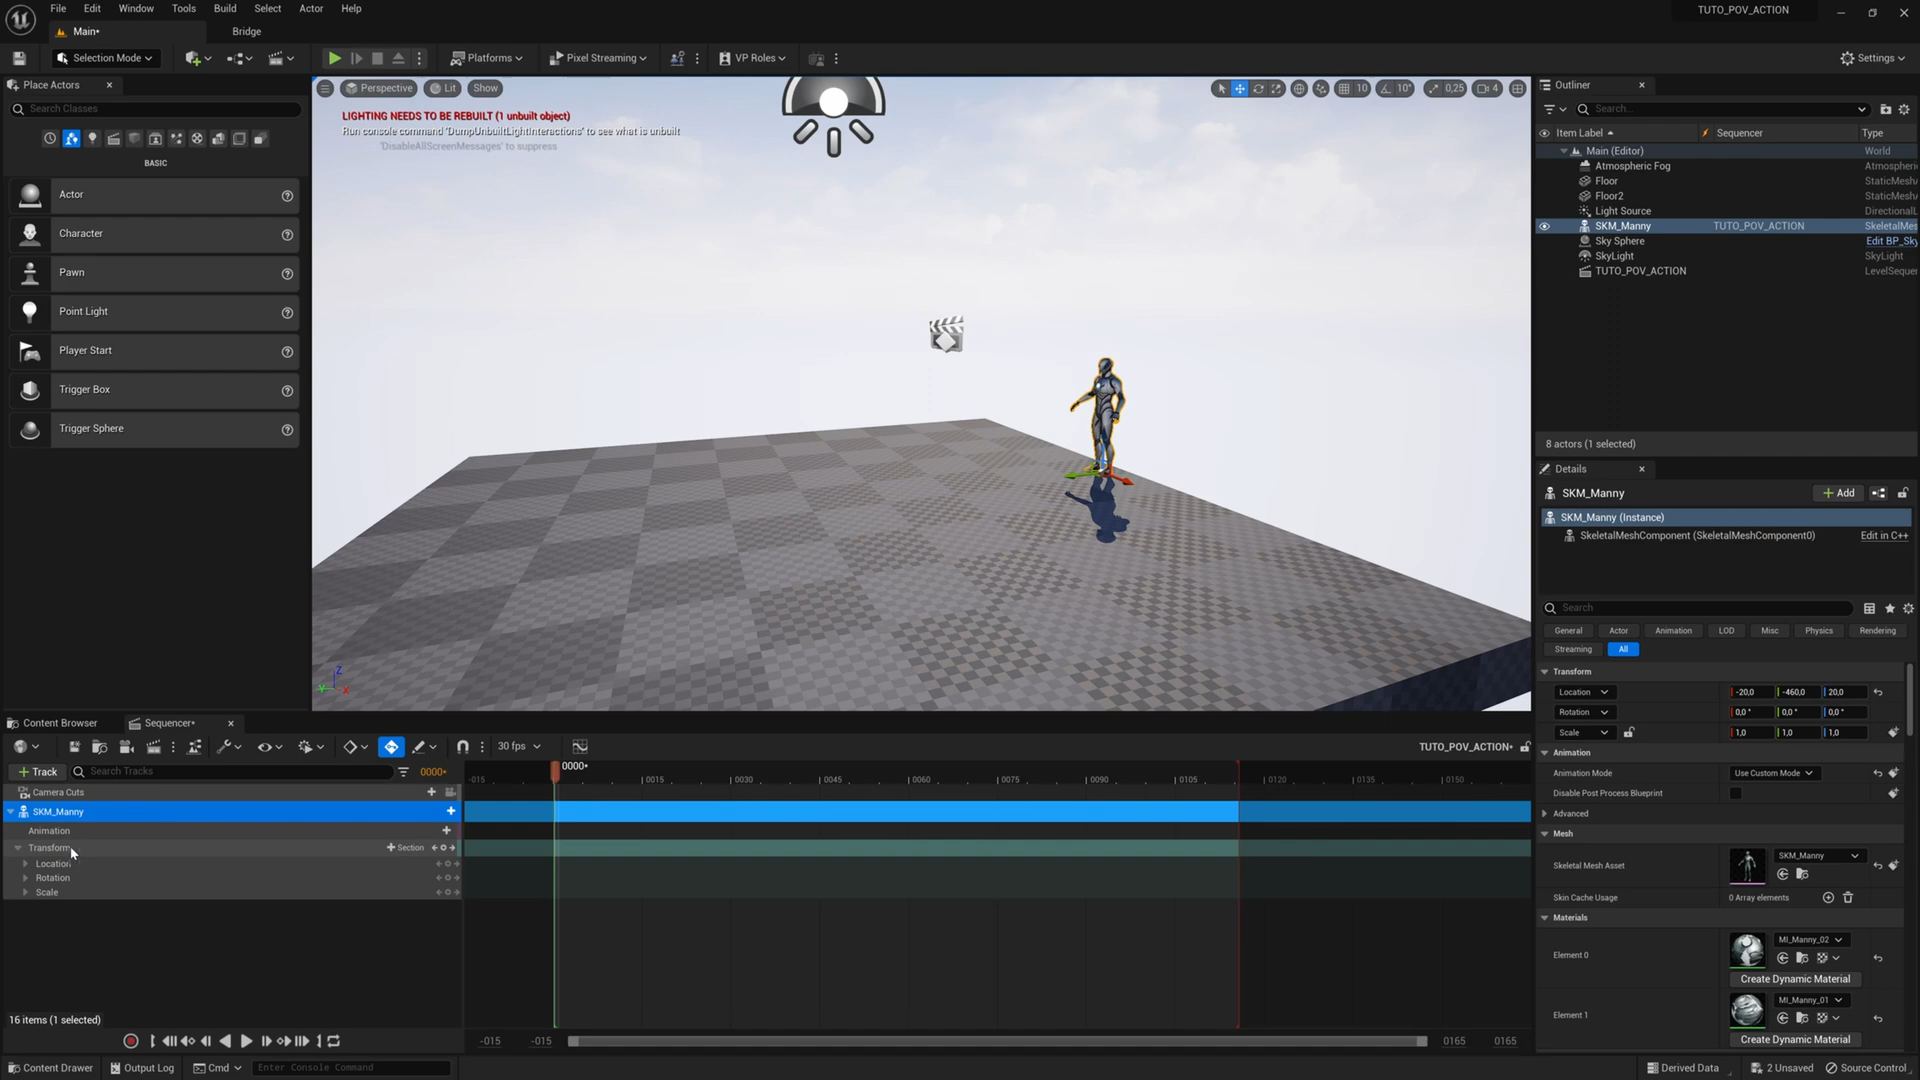 File Edit Window Tools Build Select Actor Help
TUTO_POV_ACTION
Main•
Bridge
Selection Mode
Platforms
Pixel Streaming
VP Roles
Settings
Place Actors
Search Classes
BASIC
Actor
Character
Pawn
Point Light
Player Start
Trigger Box
Trigger Sphere
Perspective
Lit
Show
10
10°
0,25
4
LIGHTING NEEDS TO BE REBUILT (1 unbuilt object)
Run console command 'DumpUnbuiltLightInteractions' to see what is unbuilt
'DisableAllScreenMessages' to suppress
Z
Y
X
Outliner
Search...
Item Label
Sequencer
Type
Main (Editor) World
Atmospheric Fog Atmospheri
Floor StaticMesh
Floor2 StaticMesh
Light Source DirectionalL
SKM_Manny TUTO_POV_ACTION SkeletalMes
Sky Sphere Edit BP_Sky
SkyLight SkyLight
TUTO_POV_ACTION LevelSequer
8 actors (1 selected)
Details
SKM_Manny
Add
SKM_Manny (Instance)
SkeletalMeshComponent (SkeletalMeshComponent0) Edit in C++
Search
General Actor Animation LOD Misc Physics Rendering
Streaming All
Transform
Location -20,0 -460,0 20,0
Rotation 0,0 ° 0,0 ° 0,0 °
Scale 1,0 1,0 1,0
Animation
Animation Mode Use Custom Mode
Disable Post Process Blueprint
Advanced
Mesh
Skeletal Mesh Asset SKM_Manny
Skin Cache Usage 0 Array elements
Materials
Element 0 MI_Manny_02
Create Dynamic Material
Element 1 MI_Manny_01
Create Dynamic Material
Content Browser
Sequencer•
30 fps
TUTO_POV_ACTION•
Track
Search Tracks
0000•
0000•
-015 0015 0030 0045 0060 0075 0090 0105 0120 0135 0150
Camera Cuts
SKM_Manny
Animation
Transform
Section
Location
Rotation
Scale
16 items (1 selected)
-015 -015 0165 0165
Content Drawer
Output Log
Cmd
Enter Console Command
Derived Data
2 Unsaved
Source Control